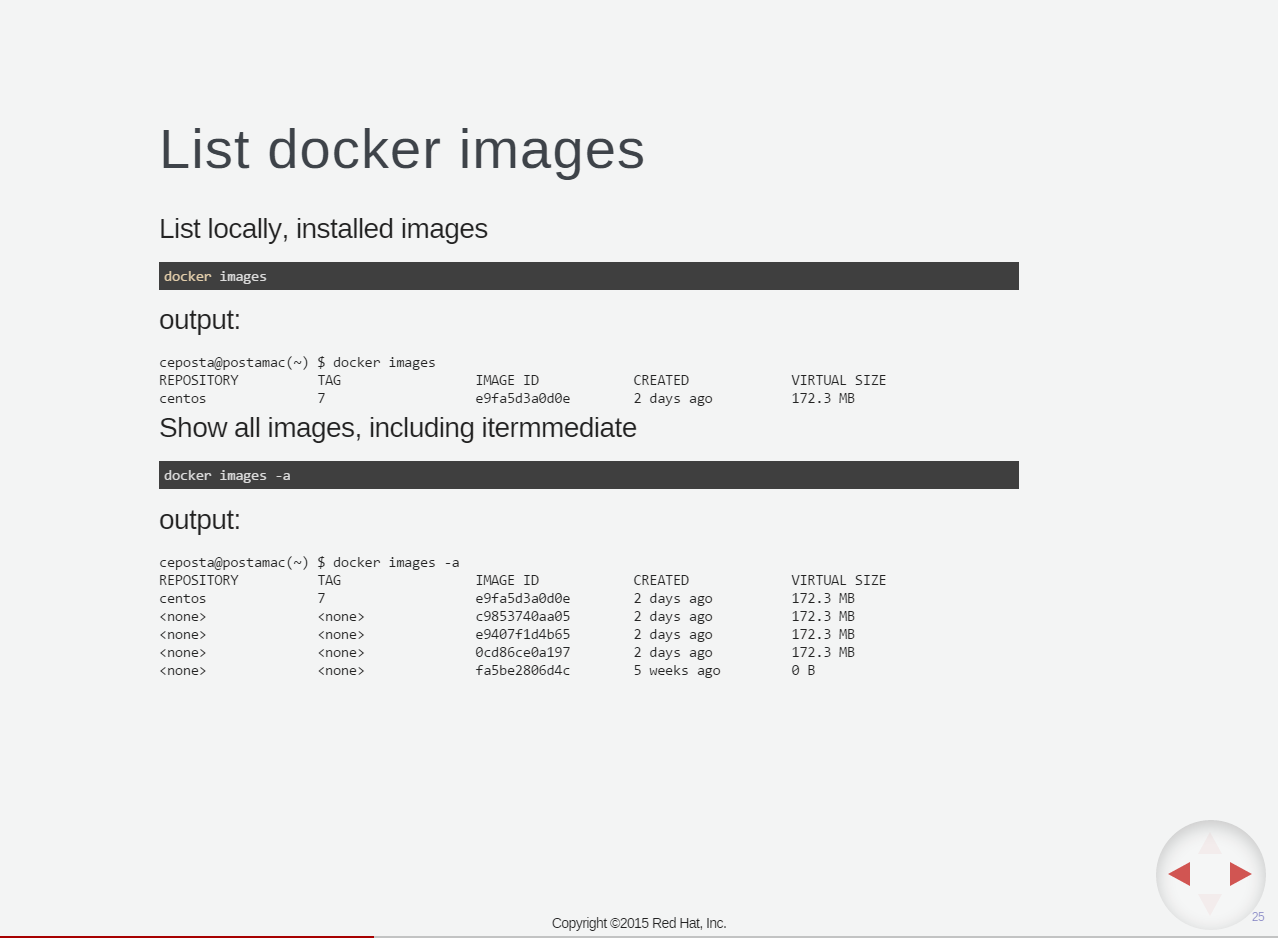 List docker images
List locally, installed images
docker images
output:
ceposta@postamac(~) $ docker images
REPOSITORY          TAG                 IMAGE ID            CREATED             VIRTUAL SIZE
centos              7                   e9fa5d3a0d0e        2 days ago          172.3 MB
Show all images, including itermmediate
docker images -a
output:
ceposta@postamac(~) $ docker images -a
REPOSITORY          TAG                 IMAGE ID            CREATED             VIRTUAL SIZE
centos              7                   e9fa5d3a0d0e        2 days ago          172.3 MB
<none>              <none>              c9853740aa05        2 days ago          172.3 MB
<none>              <none>              e9407f1d4b65        2 days ago          172.3 MB
<none>              <none>              0cd86ce0a197        2 days ago          172.3 MB
<none>              <none>              fa5be2806d4c        5 weeks ago         0 B
Copyright ©2015 Red Hat, Inc.
25